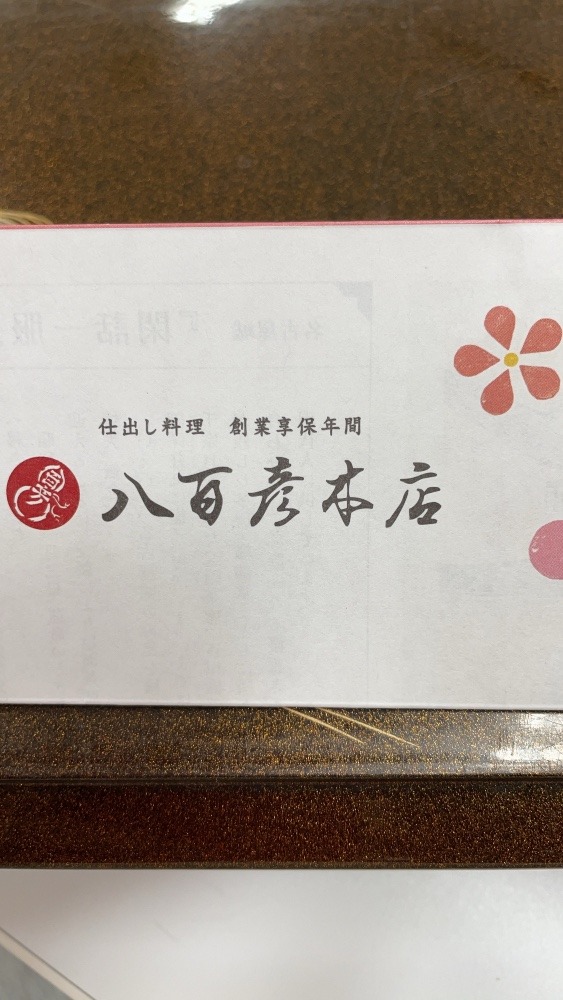 仕出し料理 創業享保年間
八百彦本店